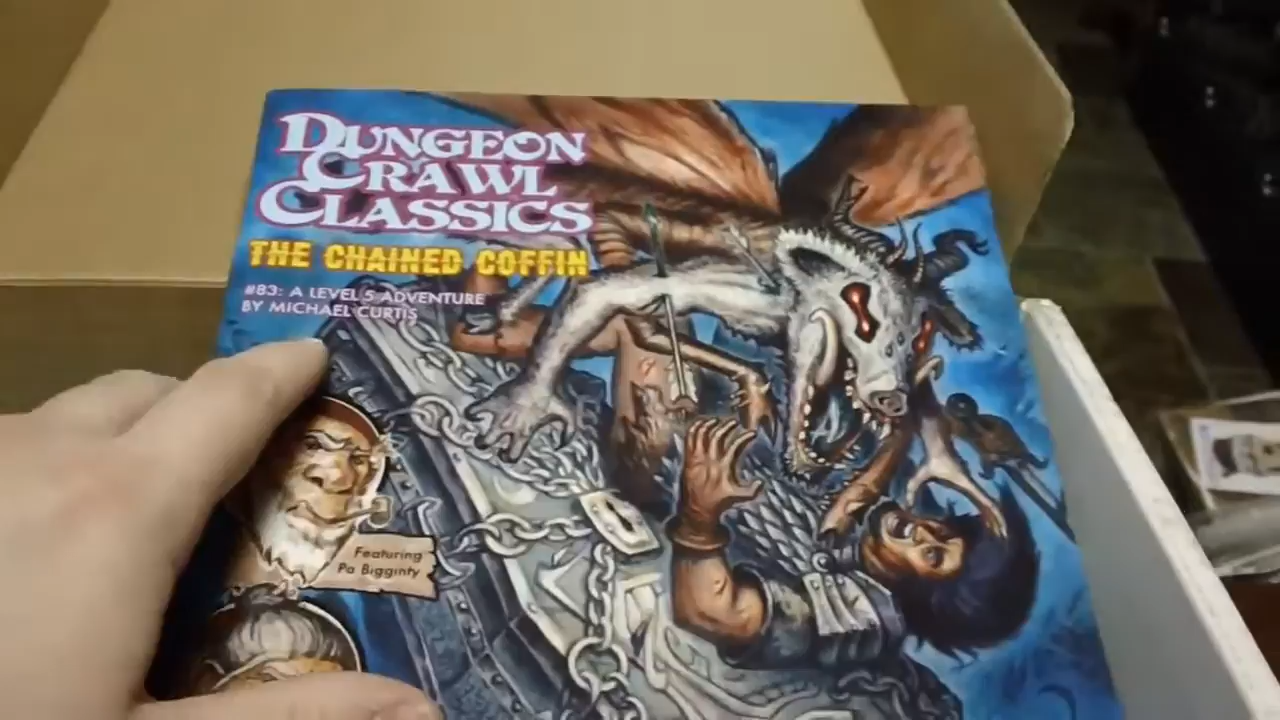 DUNGEON
CRAWL
CLASSICS
THE CHAINED COFFIN
#83: A LEVEL 5 ADVENTURE
BY MICHAEL CURTIS
Featuring
Pa Bigginty